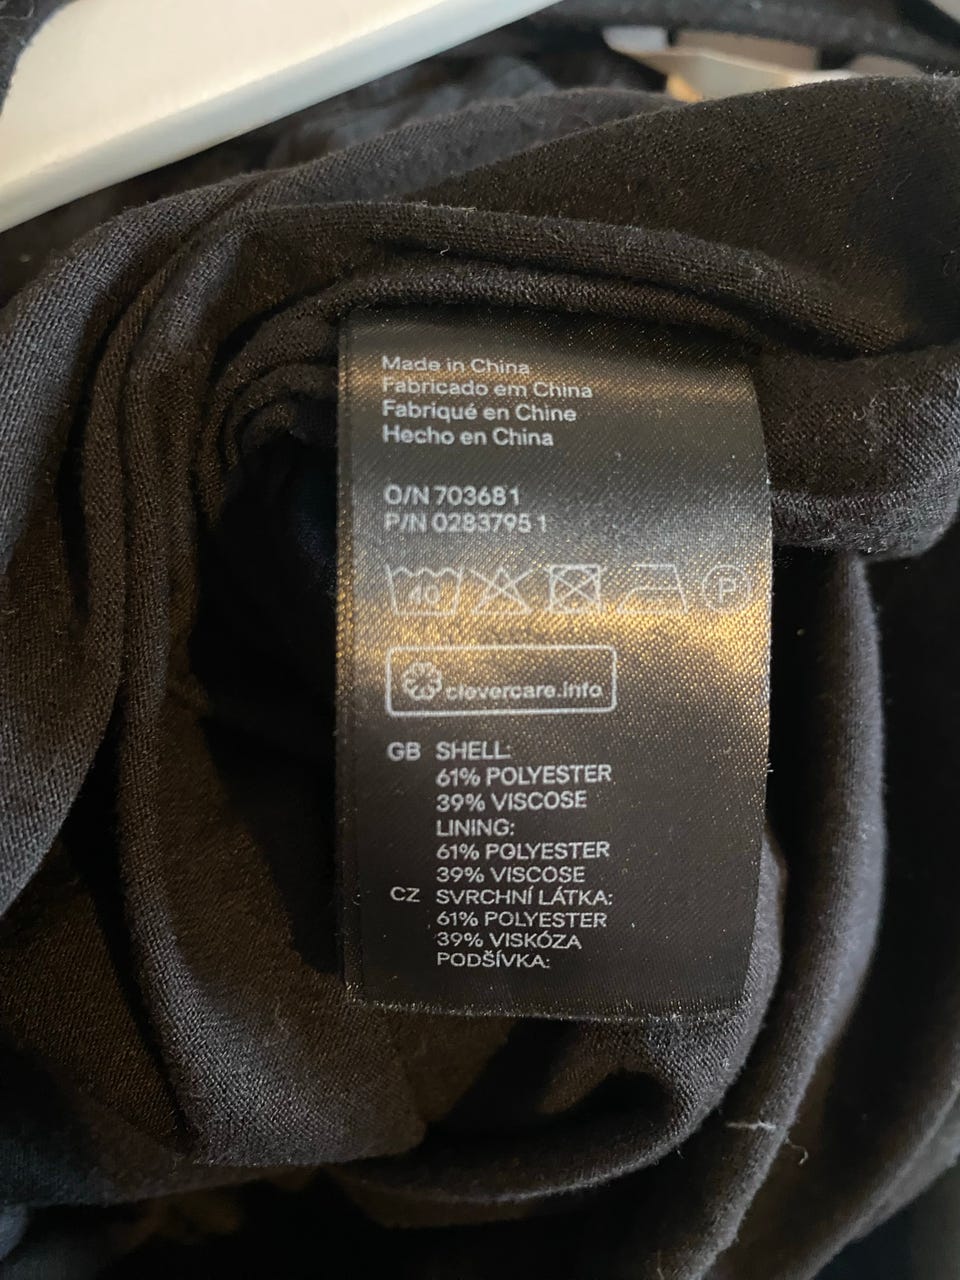 Made in China
Fabricado em China
Fabriqué en Chine
Hecho en China
O/N 703681
P/N 0283795 1
40 P
clevercare.info
GB SHELL:
61% POLYESTER
39% VISCOSE
LINING:
61% POLYESTER
39% VISCOSE
CZ SVRCHNÍ LÁTKA:
61% POLYESTER
39% VISKÓZA
PODŠÍVKA: